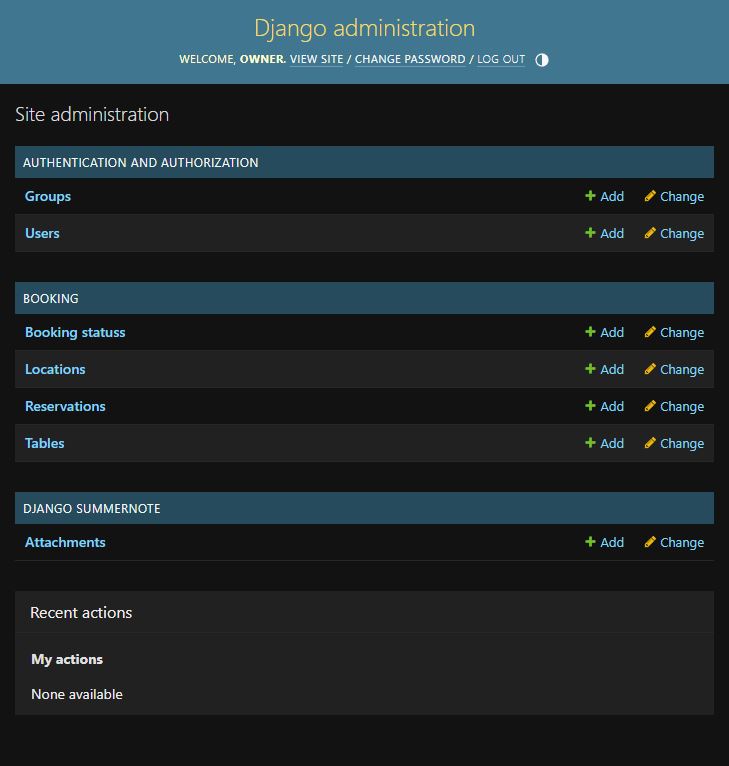 Django administration
WELCOME, OWNER. VIEW SITE / CHANGE PASSWORD / LOG OUT
Site administration
AUTHENTICATION AND AUTHORIZATION
Groups Add Change
Users Add Change
BOOKING
Booking statuss Add Change
Locations Add Change
Reservations Add Change
Tables Add Change
DJANGO SUMMERNOTE
Attachments Add Change
Recent actions
My actions
None available